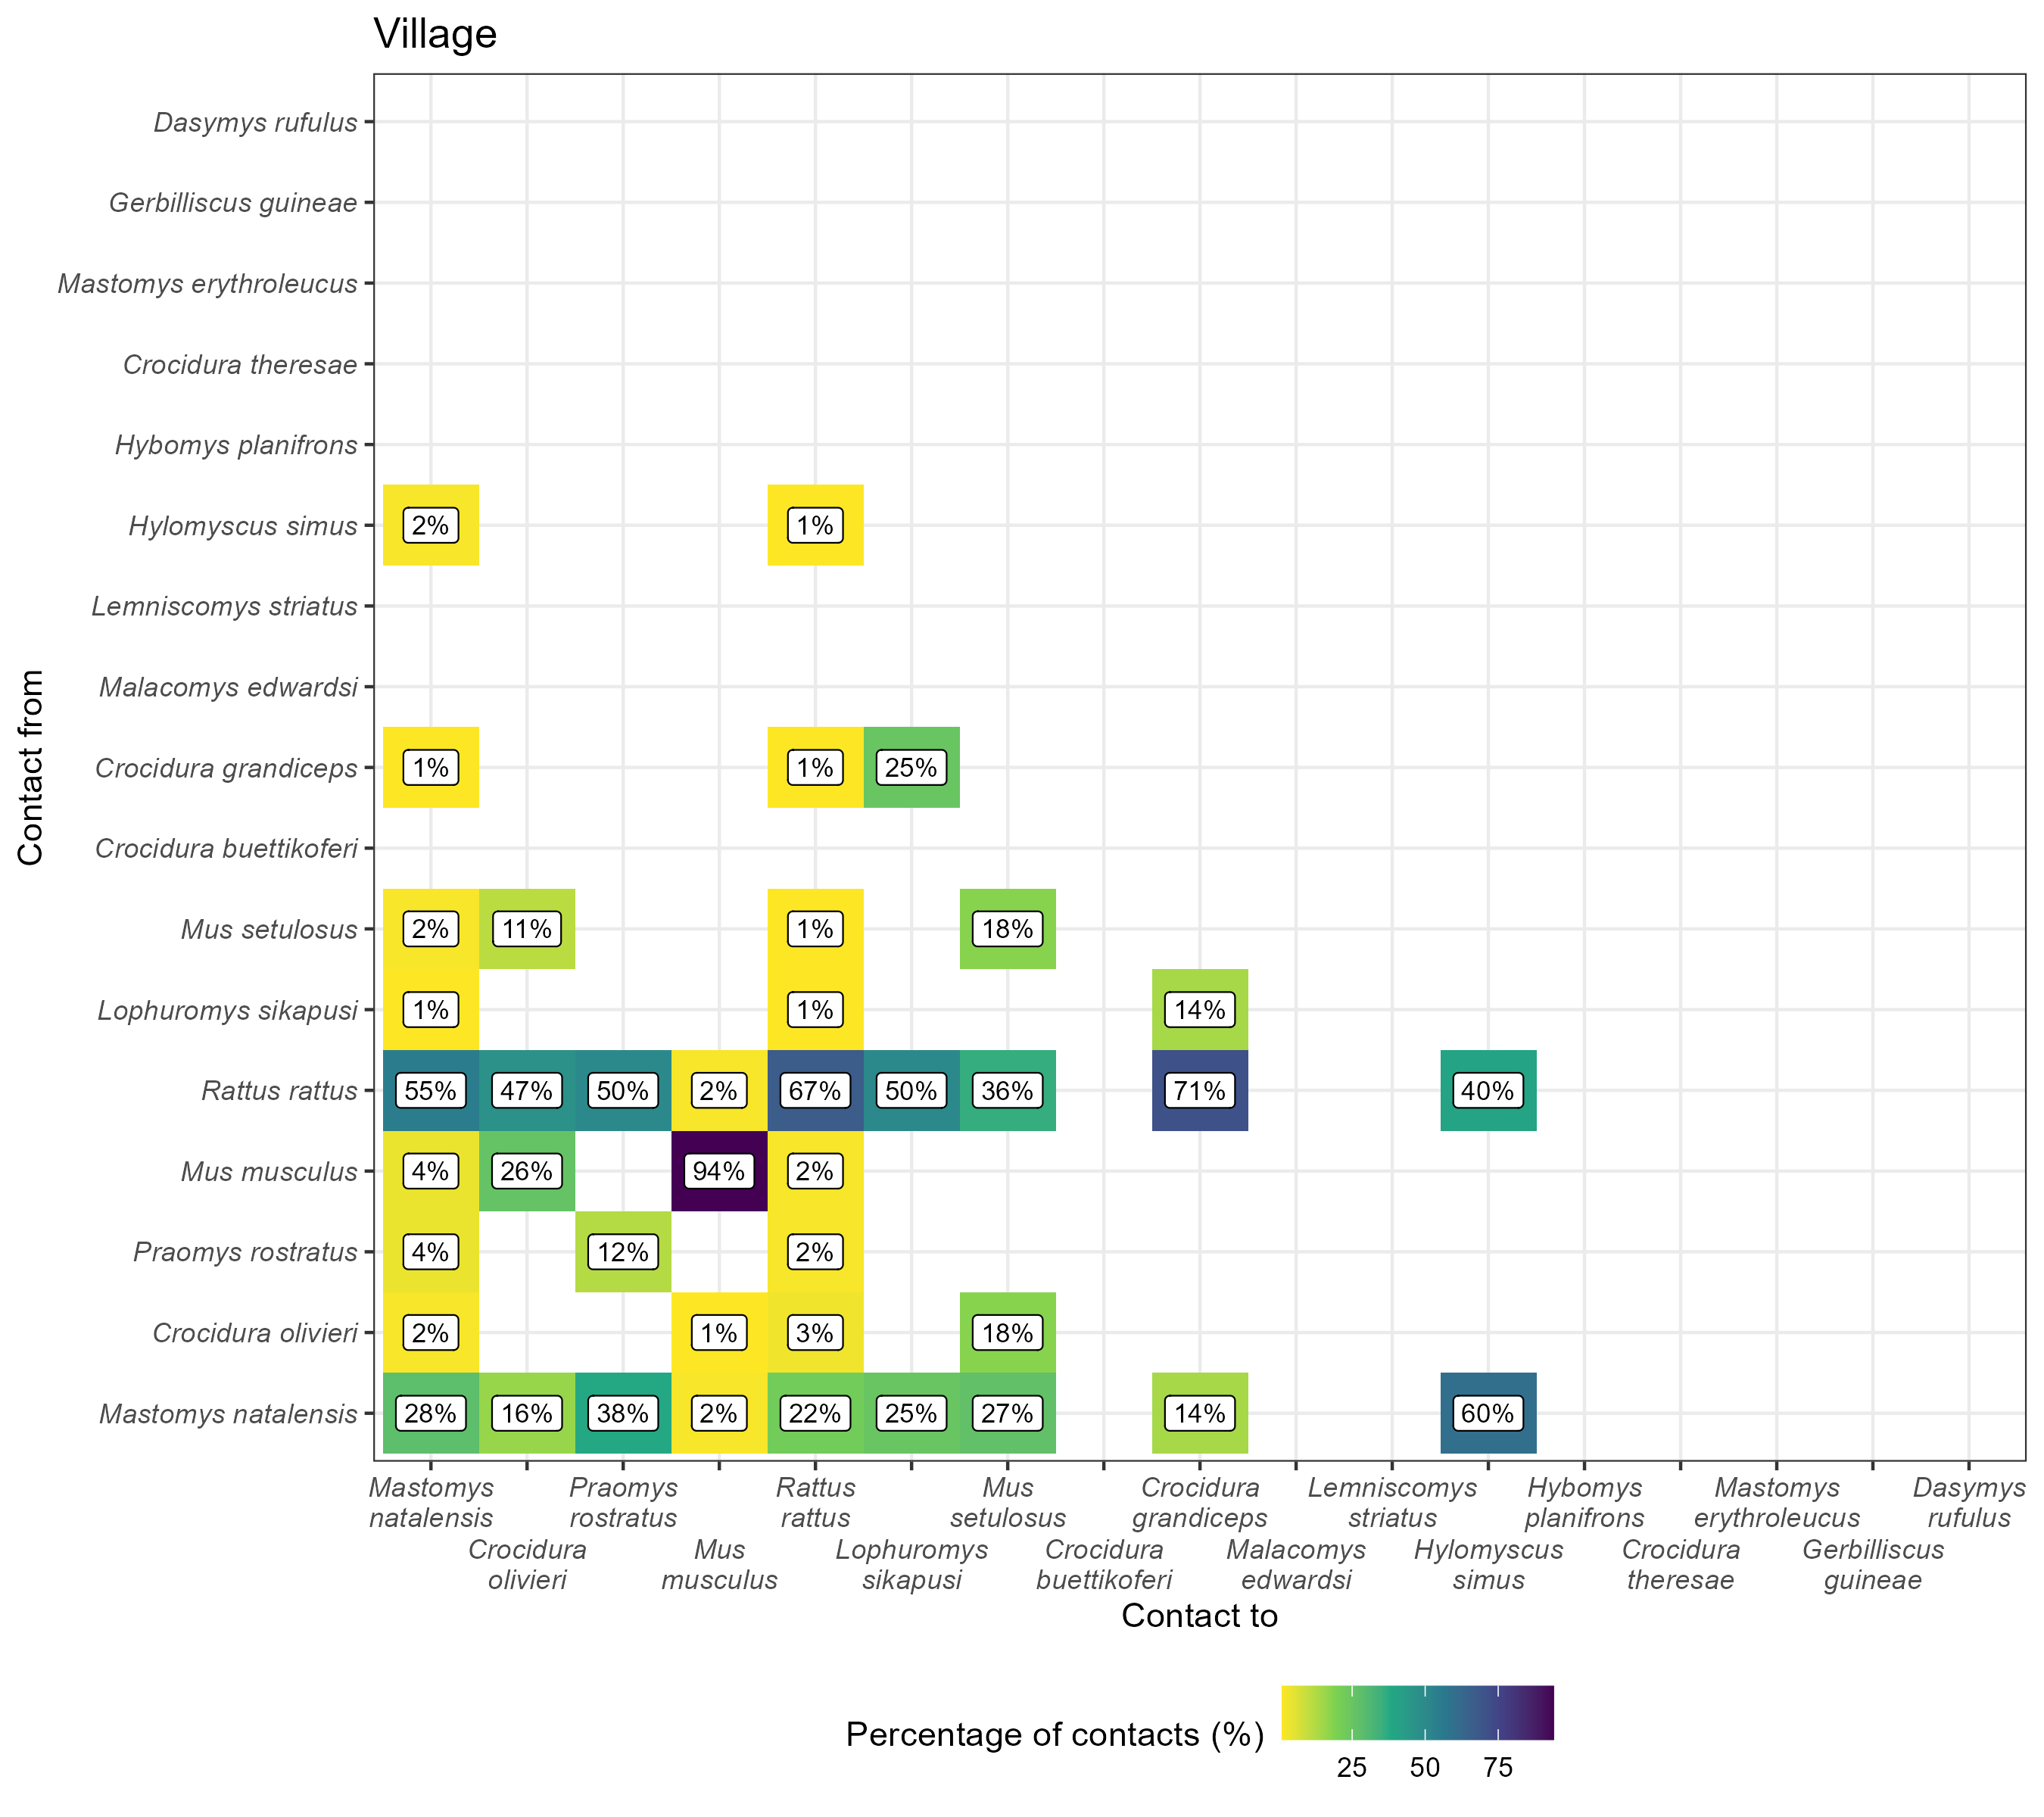 Village
Contact from
Dasymys rufulus
Gerbilliscus guineae
Mastomys erythroleucus
Crocidura theresae
Hybomys planifrons
Hylomyscus simus
2% 1%
Lemniscomys striatus
Malacomys edwardsi
Crocidura grandiceps
1% 1% 25%
Crocidura buettikoferi
Mus setulosus
2% 11% 1% 18%
Lophuromys sikapusi
1% 1% 14%
Rattus rattus
55% 47% 50% 2% 67% 50% 36% 71% 40%
Mus musculus
4% 26% 94% 2%
Praomys rostratus
4% 12% 2%
Crocidura olivieri
2% 1% 3% 18%
Mastomys natalensis
28% 16% 38% 2% 22% 25% 27% 14% 60%
Mastomys
natalensis
Crocidura
olivieri
Praomys
rostratus
Mus
musculus
Rattus
rattus
Lophuromys
sikapusi
Mus
setulosus
Crocidura
buettikoferi
Crocidura
grandiceps
Malacomys
edwardsi
Lemniscomys
striatus
Hylomyscus
simus
Hybomys
planifrons
Crocidura
theresae
Mastomys
erythroleucus
Gerbilliscus
guineae
Dasymys
rufulus
Contact to
Percentage of contacts (%)
25 50 75